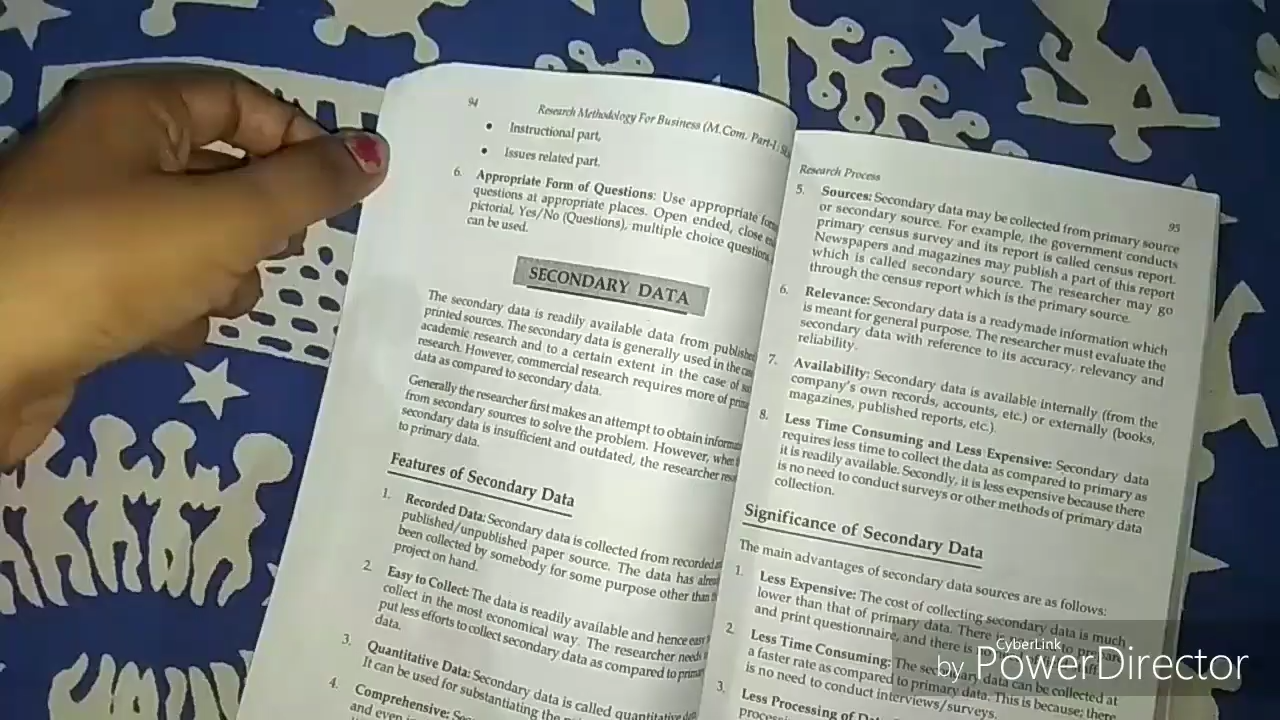 94
Research Methodology For Business (M.Com. Part-I :
• Instructional part,
• Issues related part.
6. Appropriate Form of Questions: Use appropriate
questions at appropriate places. Open ended, close
pictorial, Yes/No (Questions), multiple choice
can be used.
SECONDARY DATA
The secondary data is readily available data from
printed sources. The secondary data is generally used in the
academic research and to a certain extent in the case of
research. However, commercial research requires more of
data as compared to secondary data.
Generally the researcher first makes an attempt to obtain
from secondary sources to solve the problem. However,
secondary data is insufficient and outdated, the researcher
to primary data.
Features of Secondary Data
1. Recorded Data: Secondary data is collected from recorded
published/unpublished paper source. The data has
been collected by somebody for some purpose other than
project on hand.
2. Easy to Collect: The data is readily available and hence easy
collect in the most economical way. The researcher needs
put less efforts to collect secondary data as compared to
data.
3. Quantitative Data: Secondary data is called quantitative
It can be used for substantiating the
4. Comprehensive:
and even
Research Process
95
5. Sources: Secondary data may be collected from primary source
or secondary source. For example, the government conducts
primary census survey and its report is called census report.
Newspapers and magazines may publish a part of this report
which is called secondary source. The researcher may go
through the census report which is the primary source.
6. Relevance: Secondary data is a readymade information which
is meant for general purpose. The researcher must evaluate the
secondary data with reference to its accuracy, relevancy and
reliability.
7. Availability: Secondary data is available internally (from the
company's own records, accounts, etc.) or externally (books,
magazines, published reports, etc.).
8. Less Time Consuming and Less Expensive: Secondary data
requires less time to collect the data as compared to primary as
it is readily available. Secondly, it is less expensive because there
is no need to conduct surveys or other methods of primary data
collection.
Significance of Secondary Data
The main advantages of secondary data sources are as follows:
1. Less Expensive: The cost of collecting secondary data is much
lower than that of primary data. There
and print questionnaire, and there is
2. Less Time Consuming: The secondary data can be collected at
a faster rate as compared to primary data. This is because; there
is no need to conduct interviews/surveys.
3. Less Processing of
CyberLink
by PowerDirector